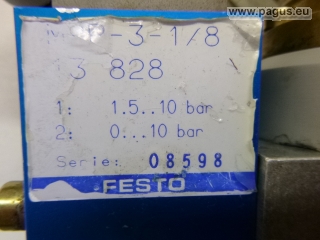 www.pagus.eu
-3-1/8
13 828
1: 1.5..10 bar
2: 0...10 bar
Serie: 08598
FESTO